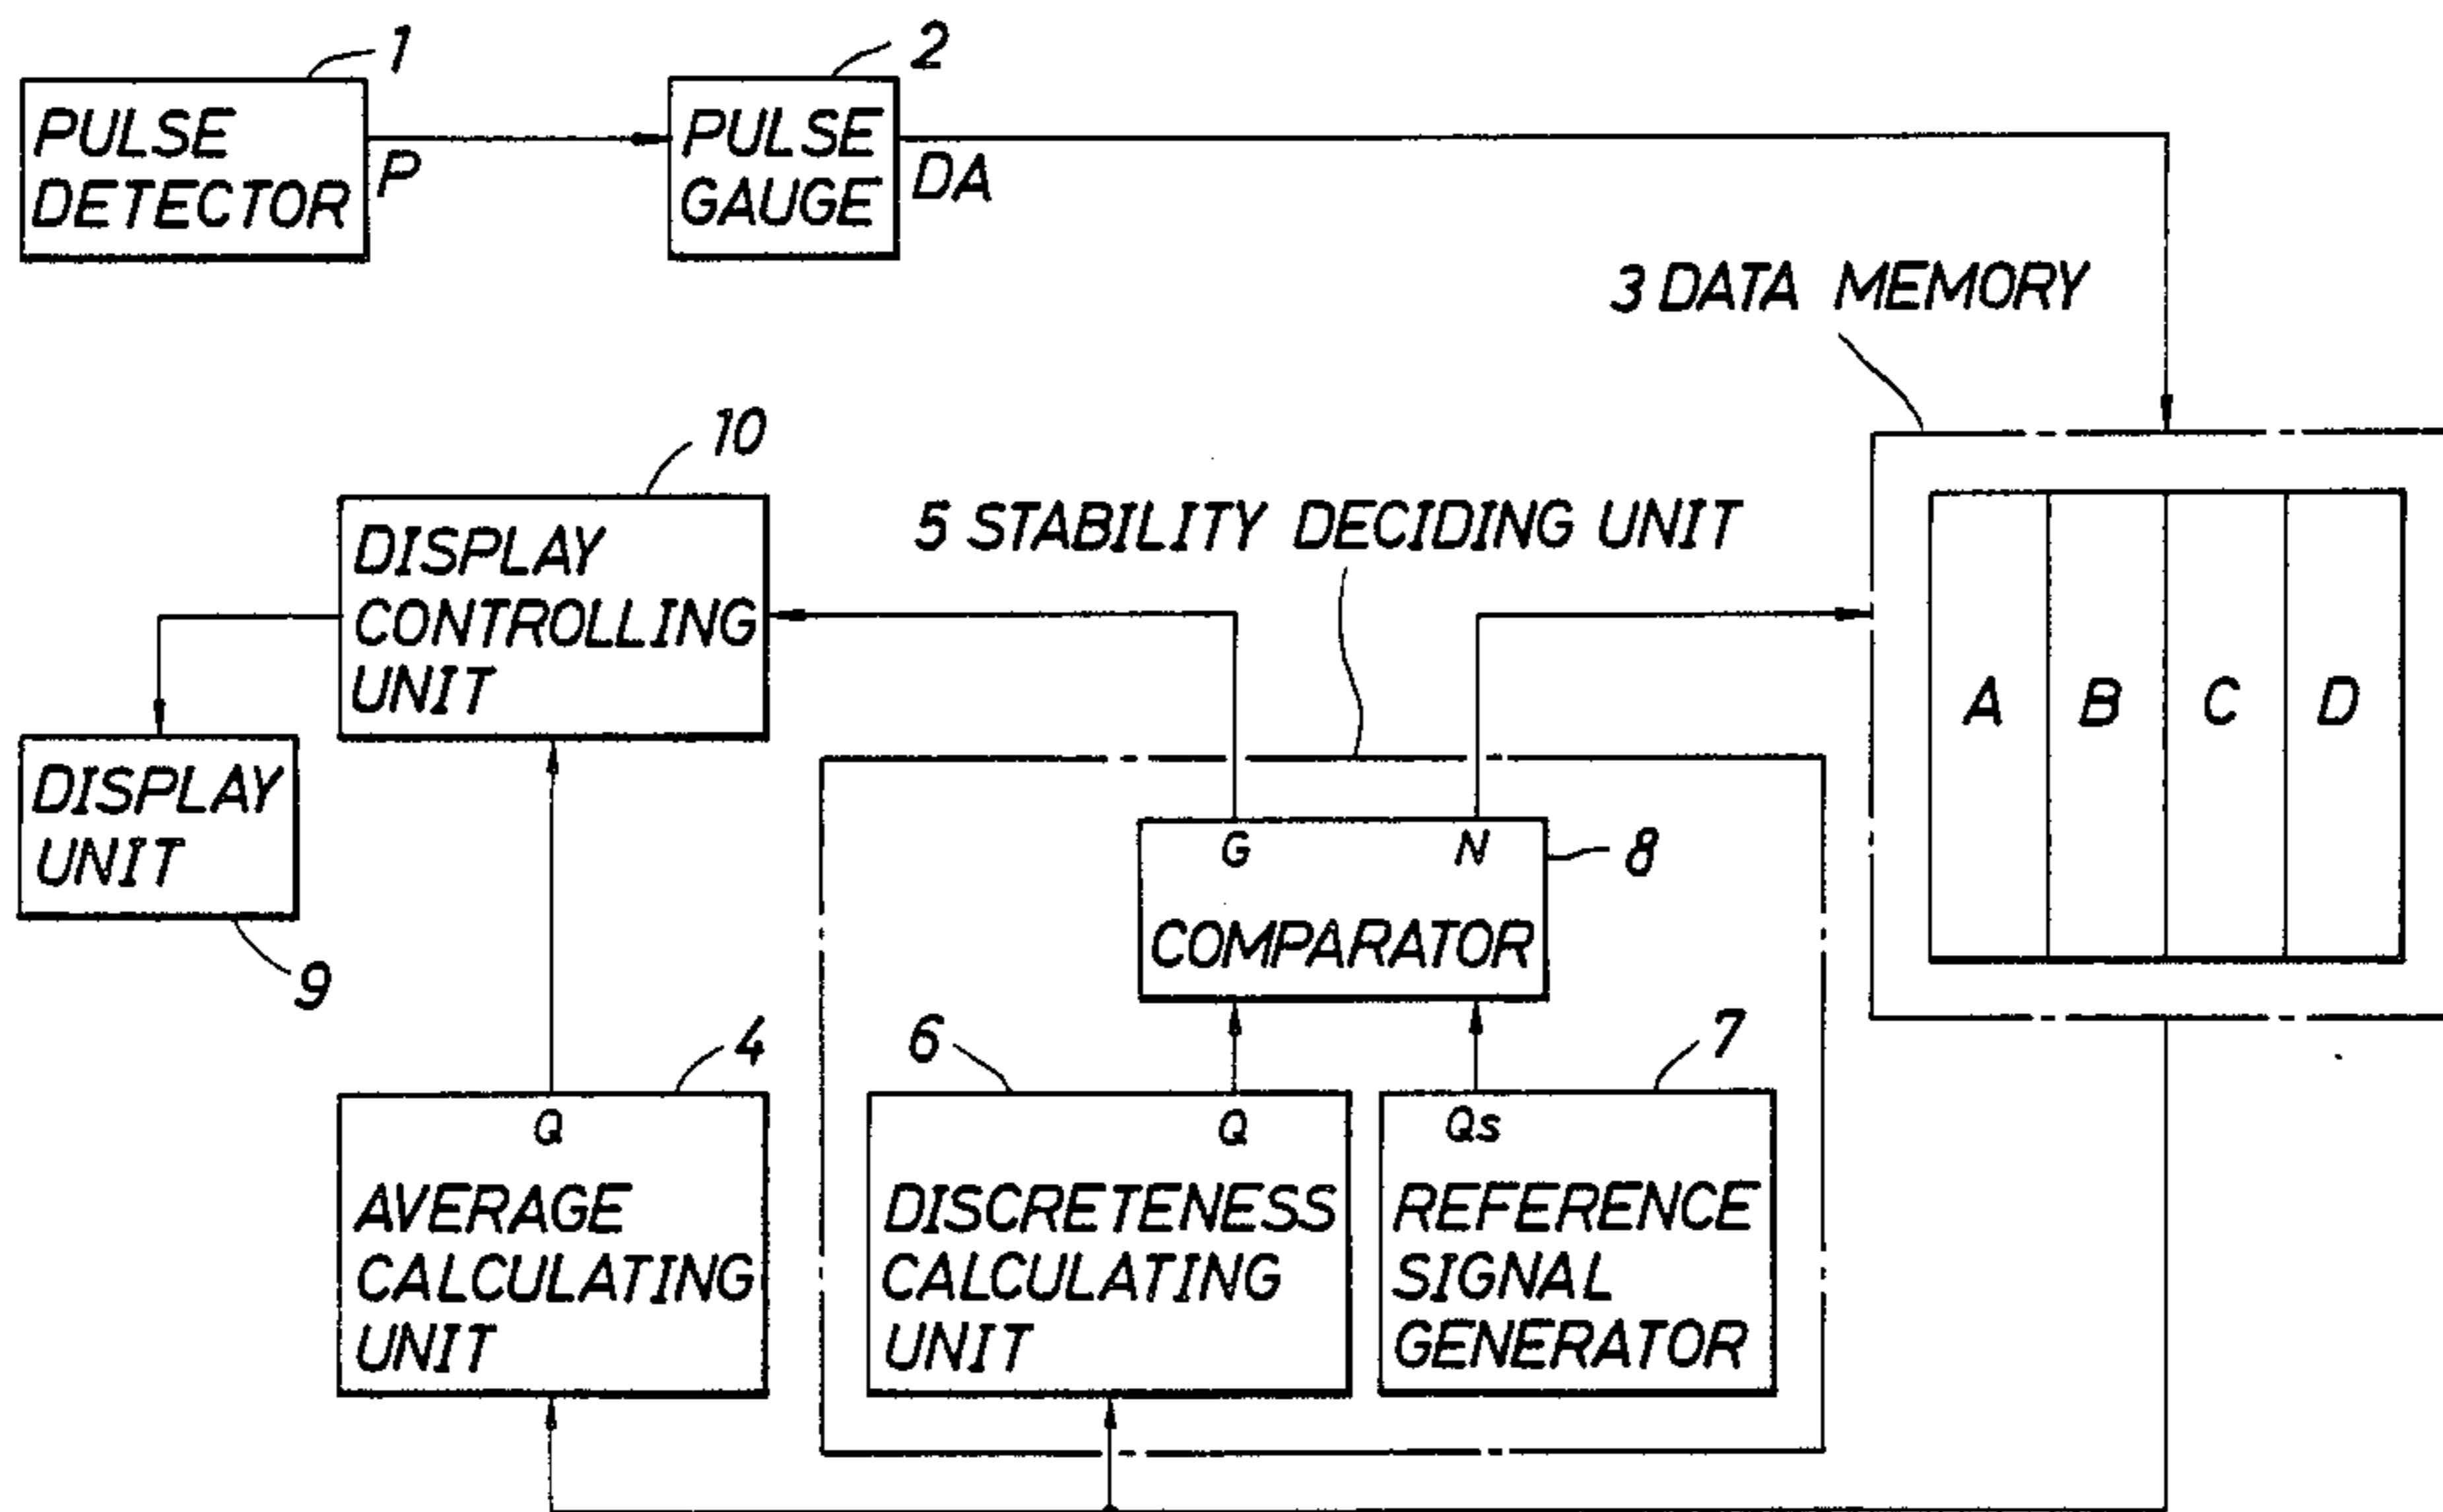 1
PULSE
DETECTOR
P
2
PULSE
GAUGE
DA
3 DATA MEMORY
A B C D
10
DISPLAY
CONTROLLING
UNIT
5 STABILITY DECIDING UNIT
DISPLAY
UNIT
9
G N
8
COMPARATOR
4
Q
AVERAGE
CALCULATING
UNIT
6
Q
DISCRETENESS
CALCULATING
UNIT
7
Qs
REFERENCE
SIGNAL
GENERATOR